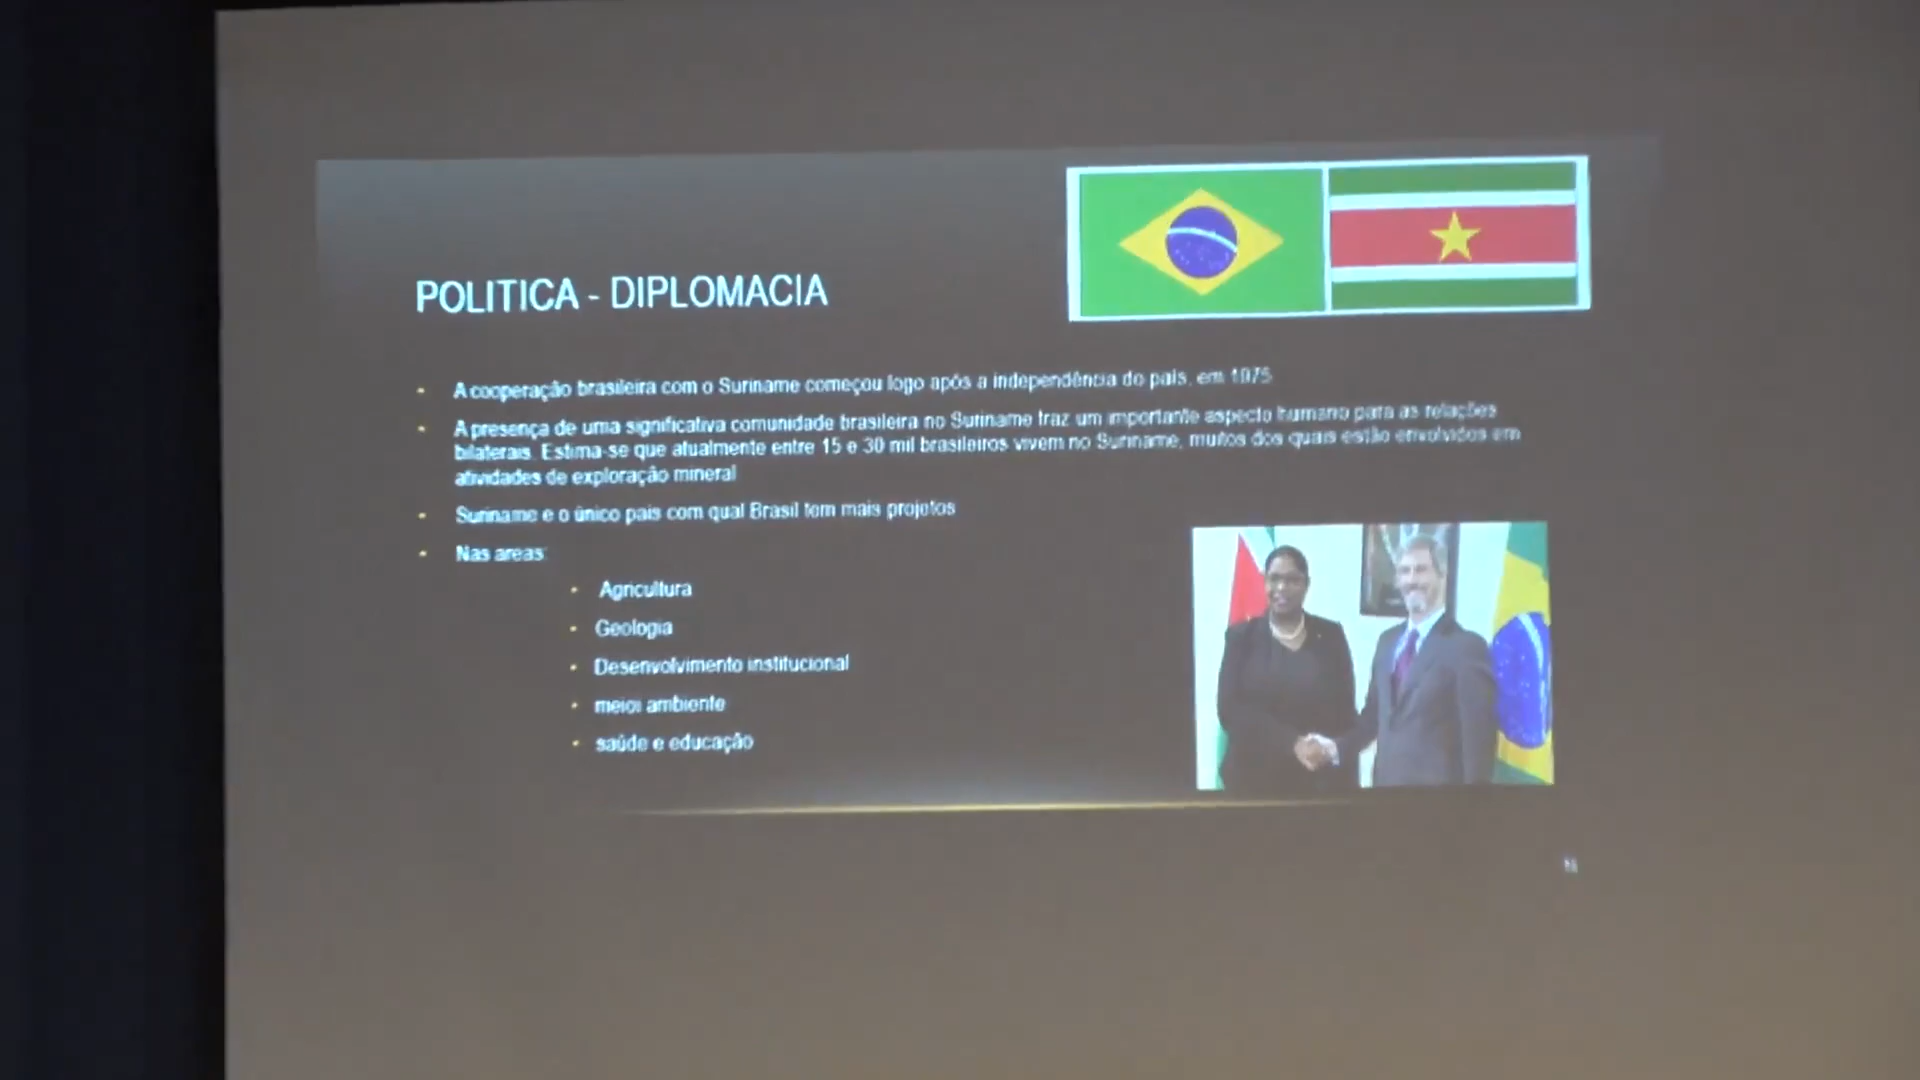 POLITICA - DIPLOMACIA
• A cooperação brasileira com o Suriname começou logo após a independência do país, em 1975
• A presença de uma significativa comunidade brasileira no Suriname traz um importante aspecto humano para as relações
bilaterais. Estima-se que atualmente entre 15 e 30 mil brasileiros vivem no Suriname, muitos dos quais estão envolvidos em
atividades de exploração mineral
• Suriname e o único pais com qual Brasil tem mais projetos
• Nas areas:
• Agricultura
• Geologia
• Desenvolvimento institucional
• meioi ambiente
• saúde e educação